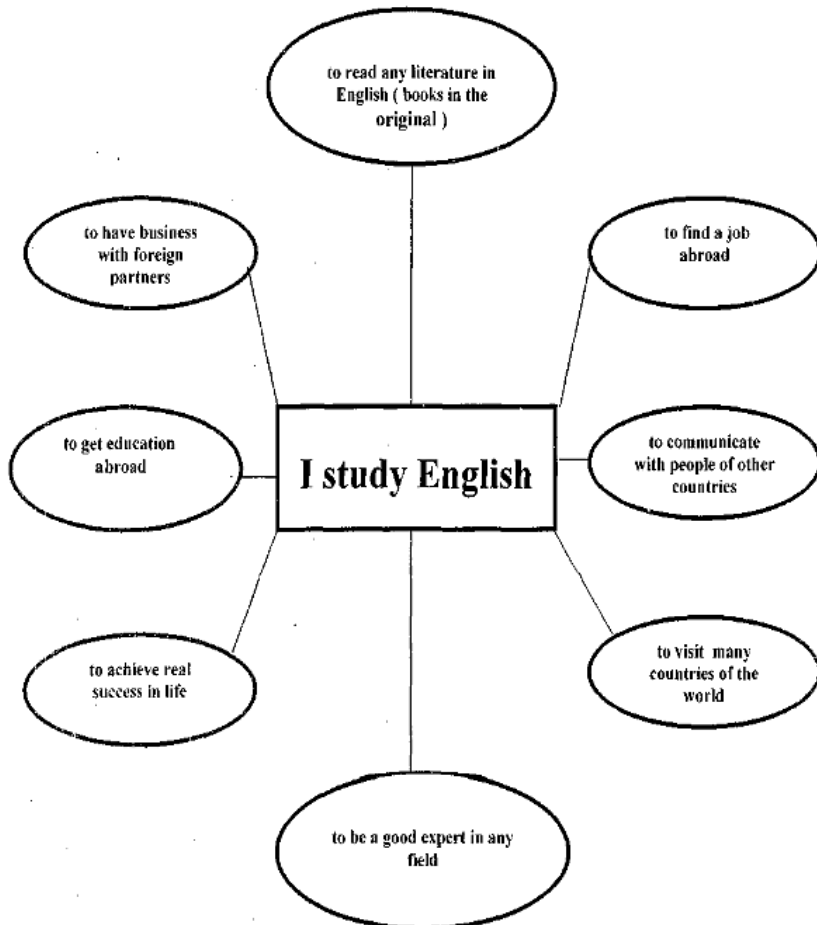 to read any literature in
English ( books in the
original )
to have business
with foreign
partners
to find a job
abroad
to get education
abroad
I study English
to communicate
with people of other
countries
to achieve real
success in life
to visit many
countries of the
world
to be a good expert in any
field